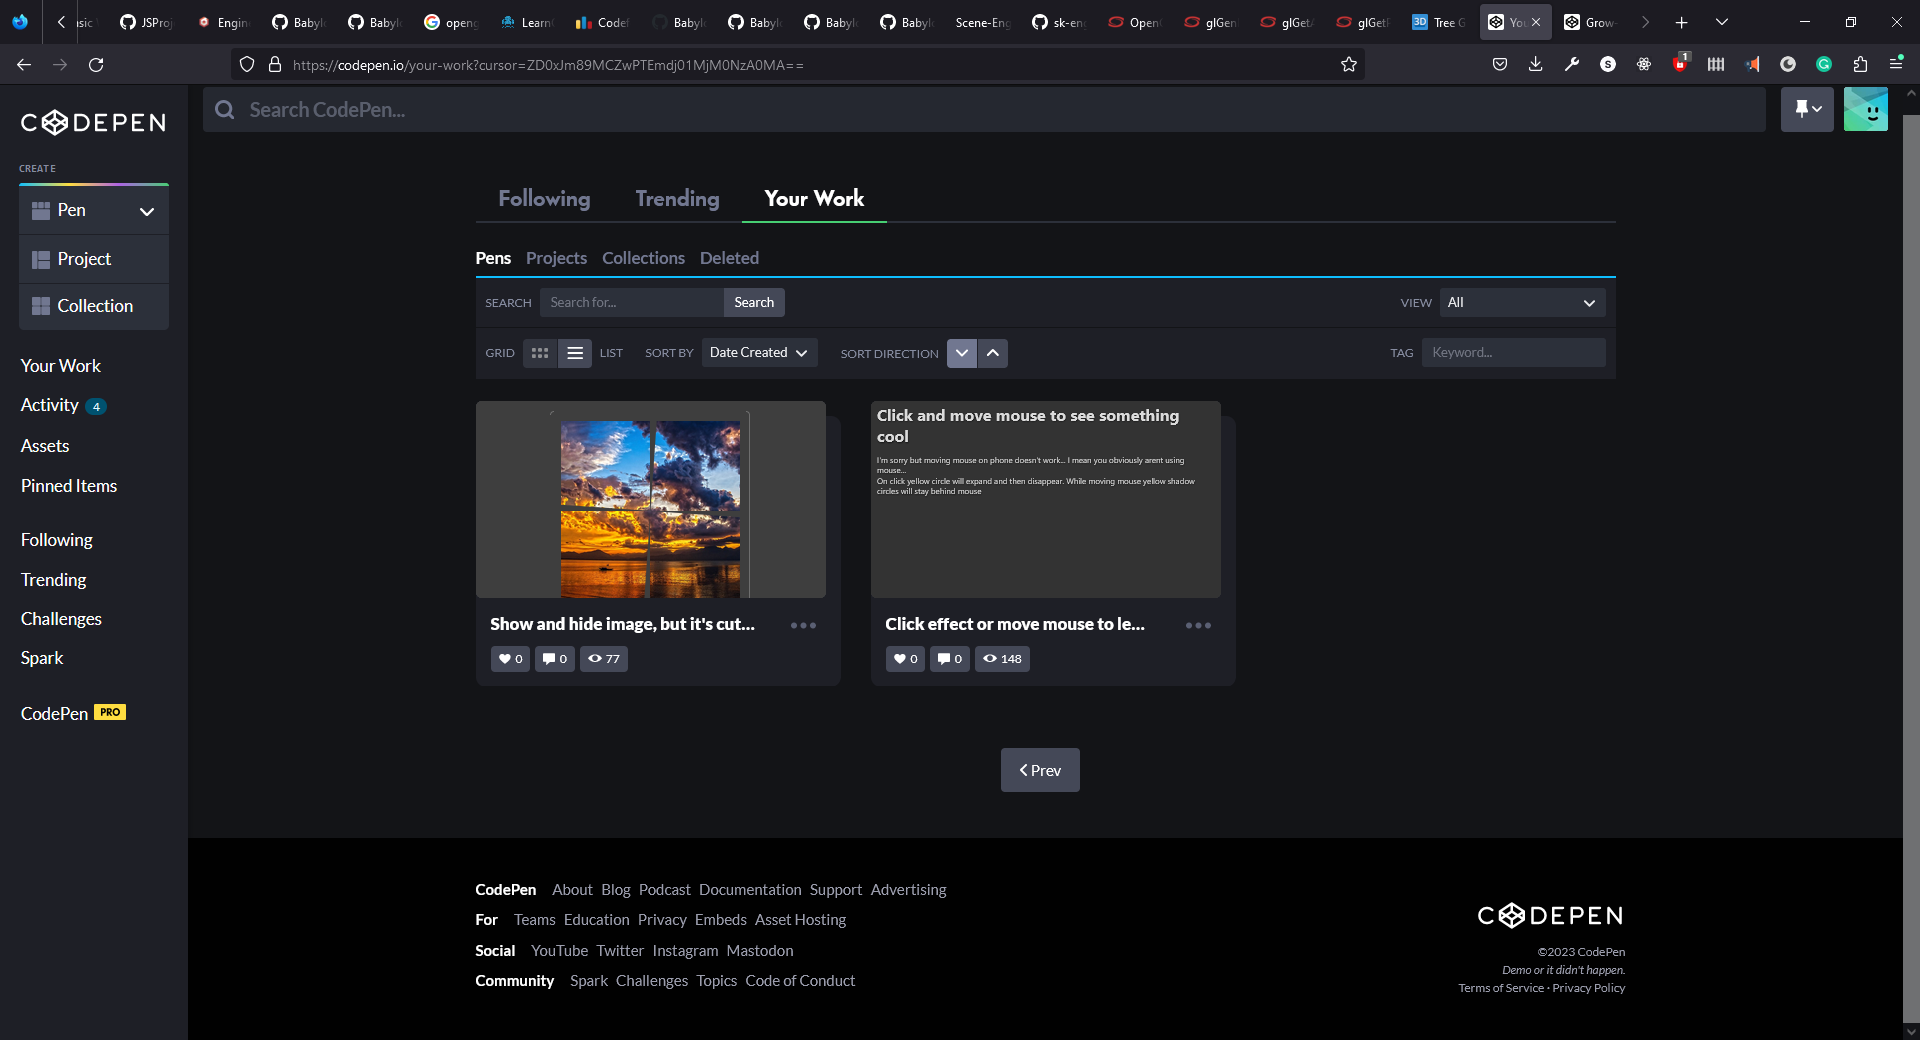 asic
JSProj
Engin
Babyl
Babyl
openg
Learn
Codef
Babyl
Babyl
Babyl
Babyl
Scene-Eng
sk-eng
Open
glGen
glGetA
Tree G
Yo
Grow-
https://codepen.io/your-work?cursor=ZD0xJm89MCZwPTEmdj01MjM0NzA0MA==
1
CODEPEN
Search CodePen...
CREATE
Pen
Project
Collection
Your Work
Activity 4
Assets
Pinned Items
Following
Trending
Challenges
Spark
CodePen PRO
Following Trending Your Work
Pens Projects Collections Deleted
SEARCH Search for... Search
VIEW All
GRID LIST SORT BY Date Created SORT DIRECTION
TAG Keyword...
Show and hide image, but it's cut...
0 0 77
Click and move mouse to see something
cool
I'm sorry but moving mouse on phone doesn't work... I mean you obviously arent using
mouse...
On click yellow circle will expand and then disappear. While moving mouse yellow shadow
circles will stay behind mouse
Click effect or move mouse to le...
0 0 148
Prev
CodePen About Blog Podcast Documentation Support Advertising
For Teams Education Privacy Embeds Asset Hosting
Social YouTube Twitter Instagram Mastodon
Community Spark Challenges Topics Code of Conduct
CODEPEN
©2023 CodePen
Demo or it didn't happen.
Terms of Service · Privacy Policy